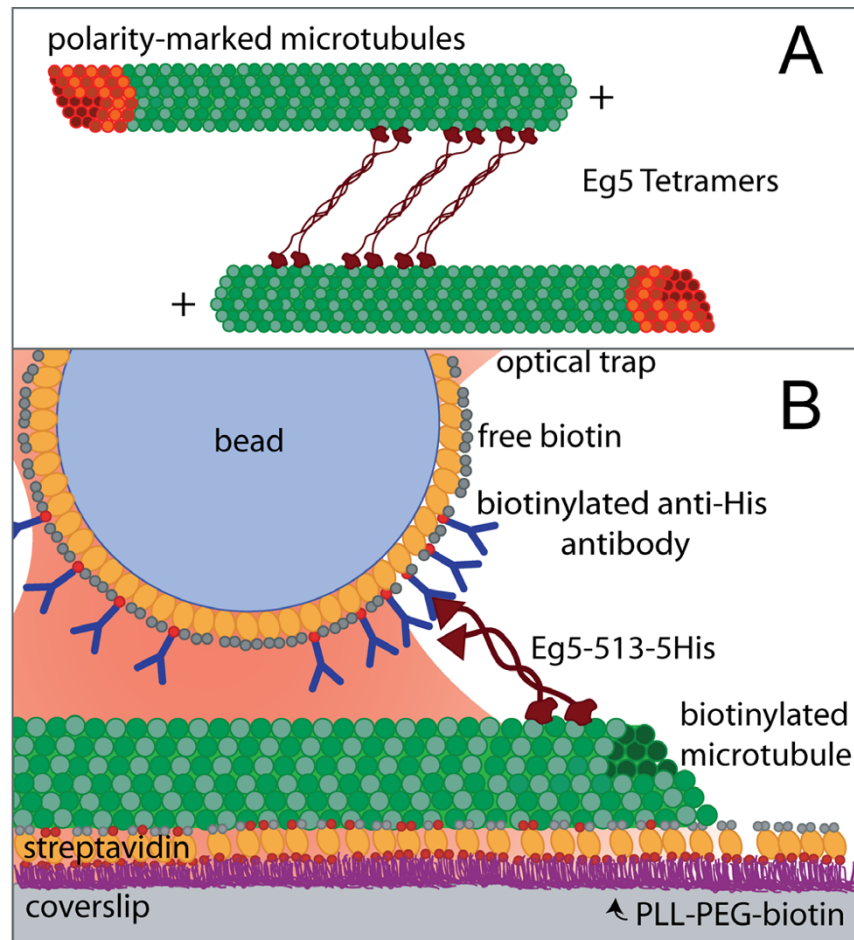 polarity-marked microtubules
A
+
Eg5 Tetramers
+
optical trap
B
free biotin
bead
biotinylated anti-His
antibody
Eg5-513-5His
biotinylated
microtubule
streptavidin
coverslip
PLL-PEG-biotin